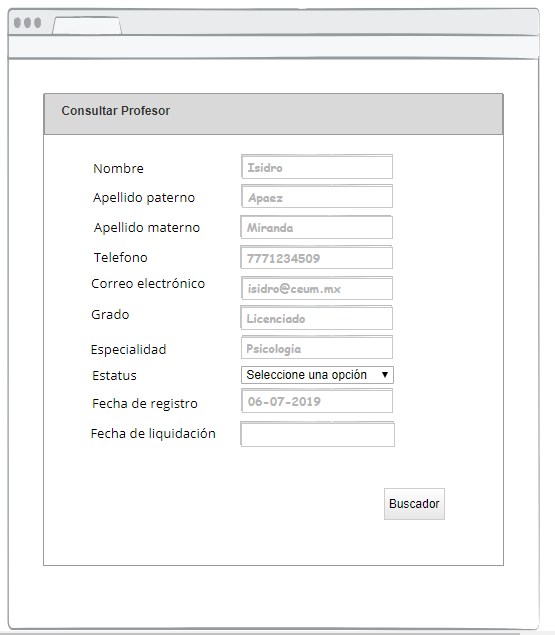 Consultar Profesor
Nombre Isidro
Apellido paterno Apaez
Apellido materno Miranda
Telefono 7771234509
Correo electrónico isidro@ceum.mx
Grado Licenciado
Especialidad Psicologia
Estatus Seleccione una opción
Fecha de registro 06-07-2019
Fecha de liquidación
Buscador